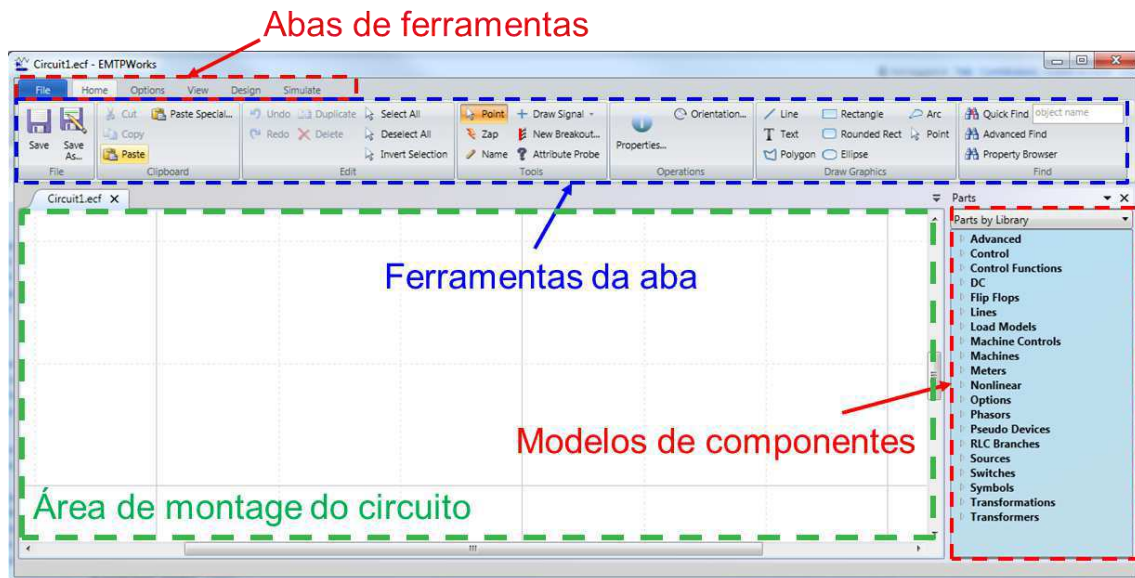 Abas de ferramentas
Circuit1.ecf - EMTPWorks
File Home Options View Design Simulate
Cut Paste Special... Undo Duplicate Select All Point Draw Signal Orientation... Line Rectangle Arc Quick Find object name
Copy Redo Delete Deselect All Zap New Breakout... Text Rounded Rect Point Advanced Find
Save Save As... Paste Invert Selection Name Attribute Probe Properties... Polygon Ellipse Property Browser
File Clipboard Edit Tools Operations Draw Graphics Find
Circuit1.ecf X Parts
Parts by Library
Advanced
Control
Control Functions
DC
Flip Flops
Lines
Load Models
Machine Controls
Machines
Meters
Nonlinear
Options
Phasors
Pseudo Devices
RLC Branches
Sources
Switches
Symbols
Transformations
Transformers
Ferramentas da aba
Modelos de componentes
Área de montage do circuito